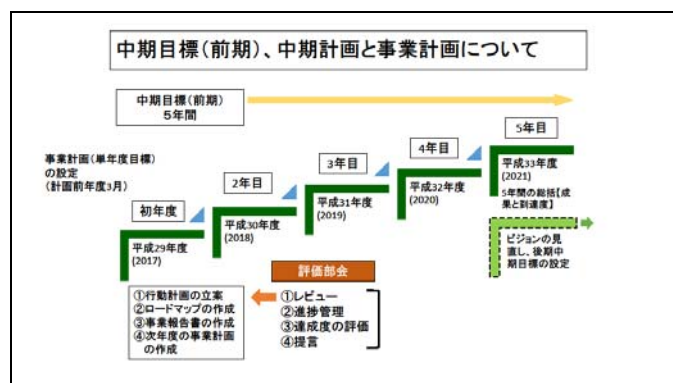 中期目標(前期)、中期計画と事業計画について
中期目標(前期)
5年間
事業計画(単年度目標)
の設定
(計画前年度3月)
初年度
平成29年度
(2017)
2年目
平成30年度
(2018)
3年目
平成31年度
(2019)
4年目
平成32年度
(2020)
5年目
平成33年度
(2021)
5年間の総括【成
果と到達度】
ビジョンの見
直し、後期中
期目標の設定
評価部会
①行動計画の立案
②ロードマップの作成
③事業報告書の作成
④次年度の事業計画
の作成
①レビュー
②進捗管理
③達成度の評価
④提言